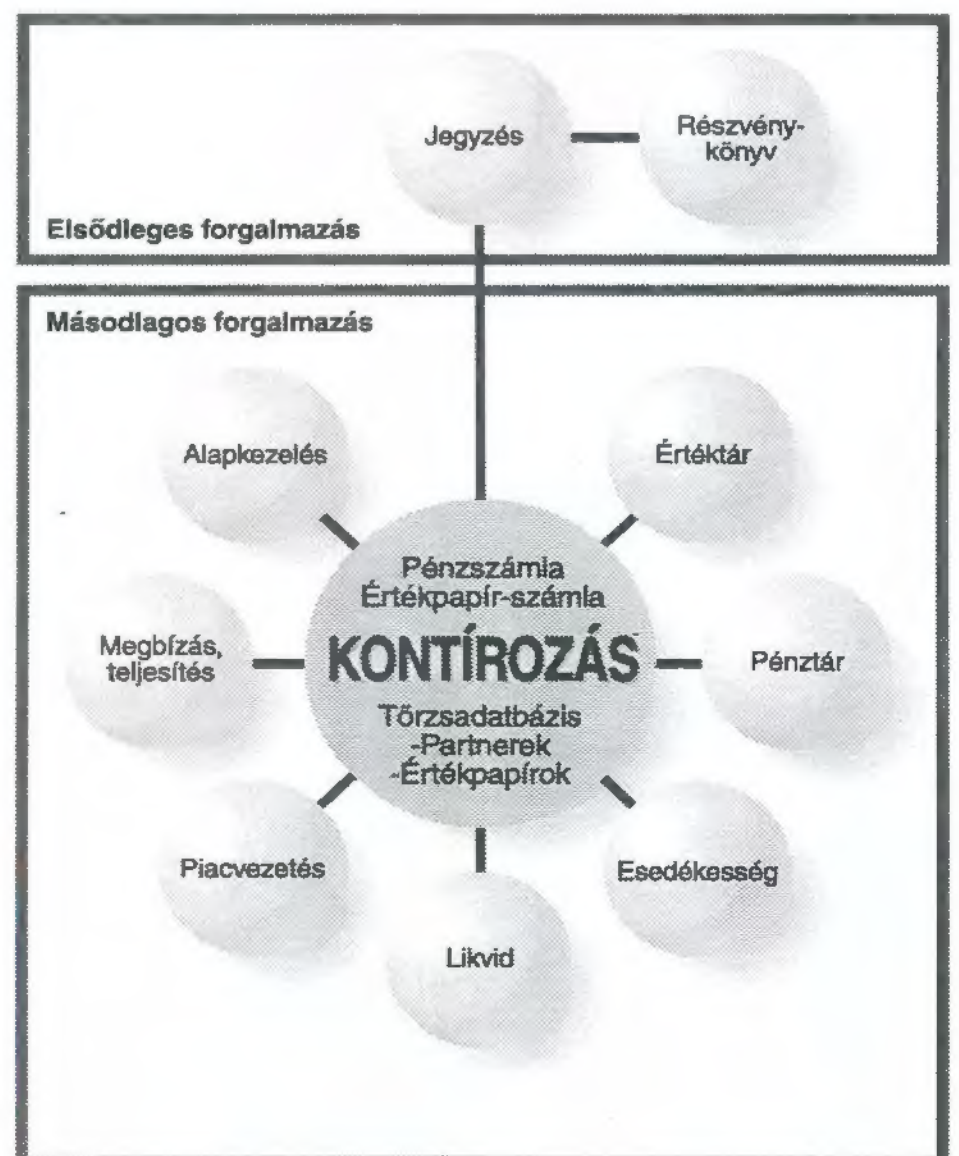 Jegyzés
Részvény-
könyv
Elsődleges forgalmazás
Másodlagos forgalmazás
Alapkezelés
Értéktár
Pénzszámla
Értékpapír-számla
Megbízás,
teljesítés
KONTÍROZÁS
Pénztár
Törzsadatbázis
-Partnerek
-Értékpapírok
Piacvezetés
Esedékesség
Likvid